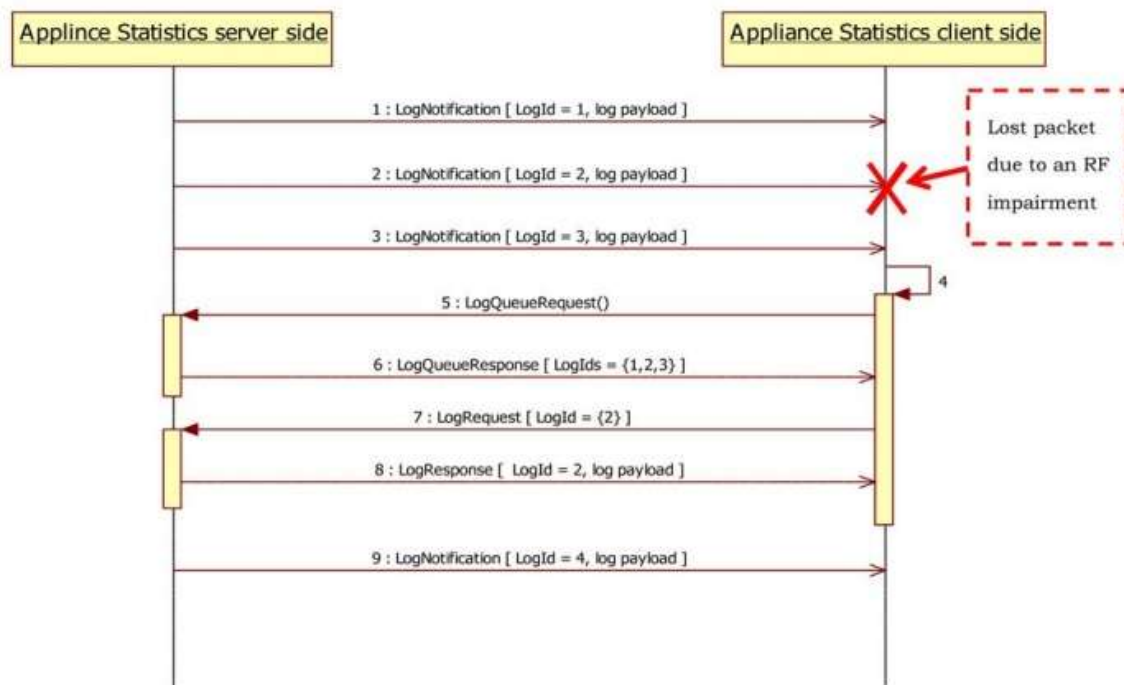 Applince Statistics server side
Appliance Statistics client side
1 : LogNotification [ LogId = 1, log payload ]
Lost packet
due to an RF
impairment
2 : LogNotification [ LogId = 2, log payload ]
3 : LogNotification [ LogId = 3, log payload ]
4
5 : LogQueueRequest()
6 : LogQueueResponse [ LogIds = {1,2,3} ]
7 : LogRequest [ LogId = {2} ]
8 : LogResponse [ LogId = 2, log payload ]
9 : LogNotification [ LogId = 4, log payload ]